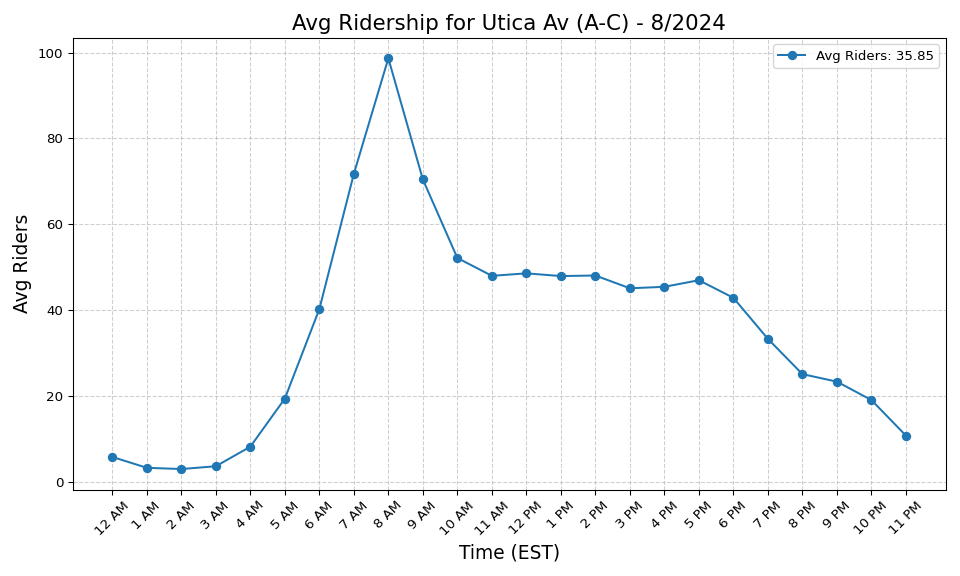 Avg Ridership for Utica Av (A-C) - 8/2024
Avg Riders: 35.85
Avg Riders
100
80
60
40
20
0
12 AM
1 AM
2 AM
3 AM
4 AM
5 AM
6 AM
7 AM
8 AM
9 AM
10 AM
11 AM
12 PM
1 PM
2 PM
3 PM
4 PM
5 PM
6 PM
7 PM
8 PM
9 PM
10 PM
11 PM
Time (EST)